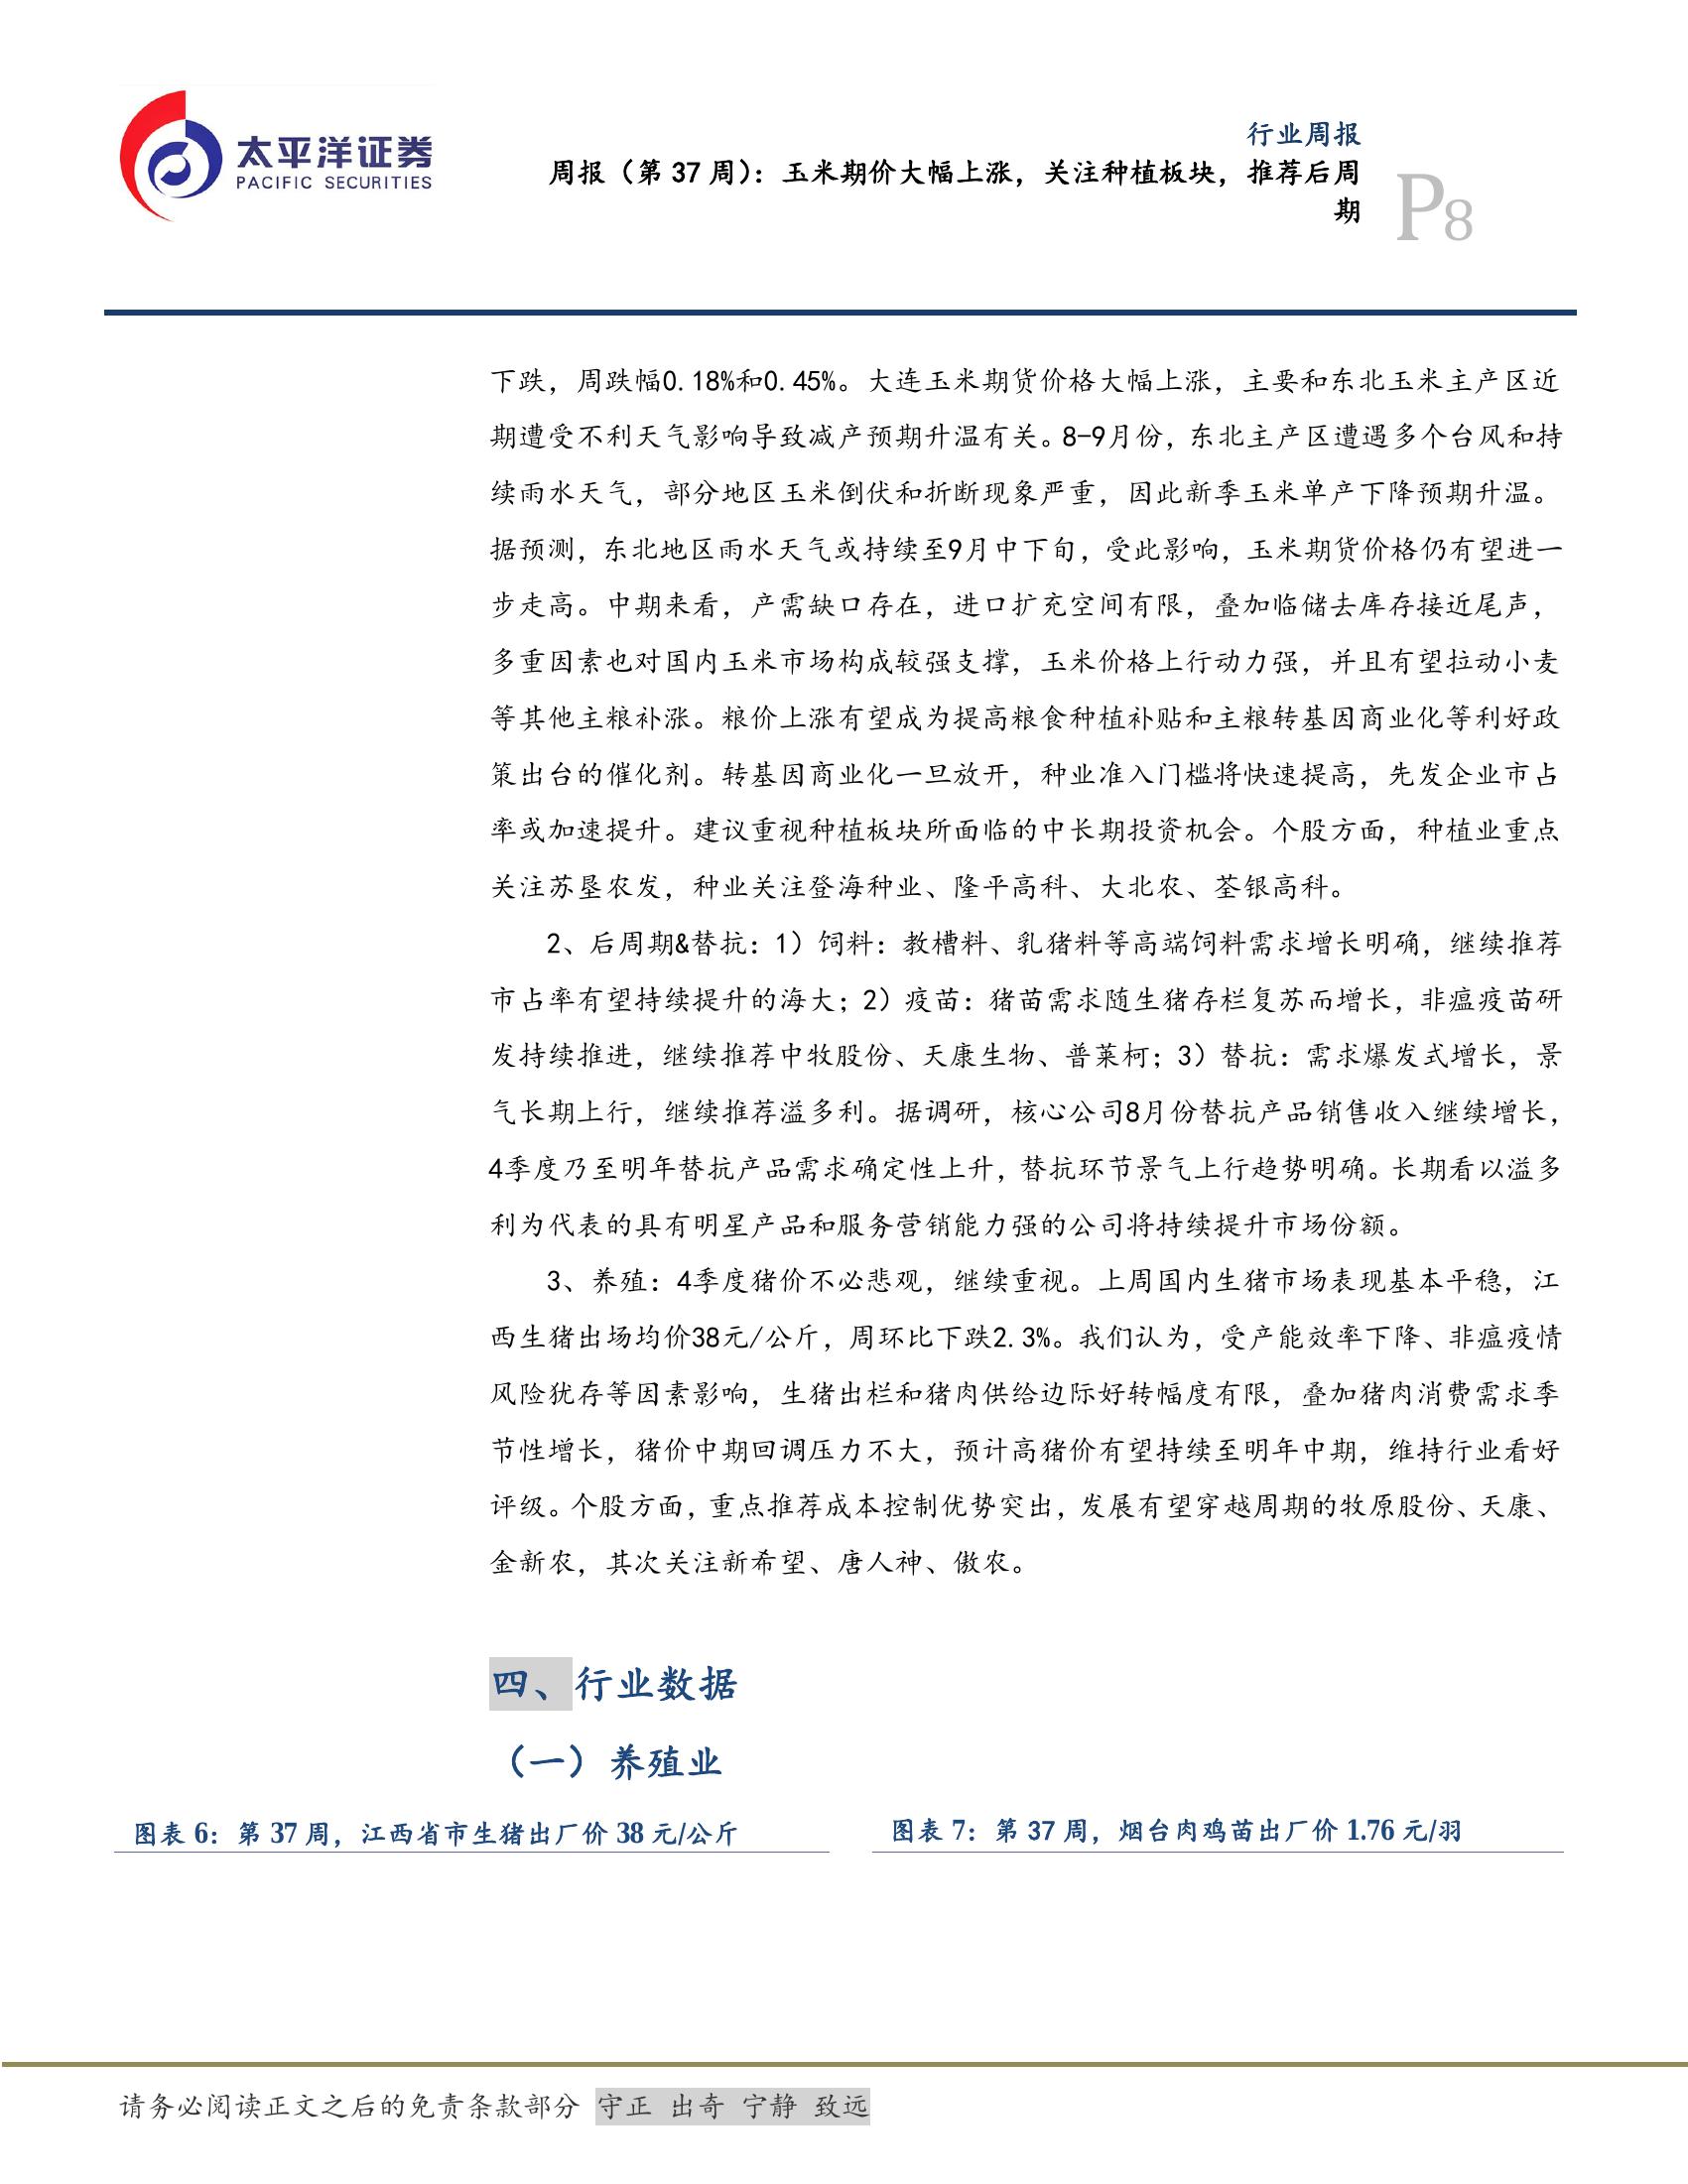 太平洋证券
PACIFIC SECURITIES
行业周报
周报（第 37 周）：玉米期价大幅上涨，关注种植板块，推荐后周
期
P8
下跌，周跌幅0.18%和0.45%。大连玉米期货价格大幅上涨，主要和东北玉米主产区近
期遭受不利天气影响导致减产预期升温有关。8-9月份，东北主产区遭遇多个台风和持
续雨水天气，部分地区玉米倒伏和折断现象严重，因此新季玉米单产下降预期升温。
据预测，东北地区雨水天气或持续至9月中下旬，受此影响，玉米期货价格仍有望进一
步走高。中期来看，产需缺口存在，进口扩充空间有限，叠加临储去库存接近尾声，
多重因素也对国内玉米市场构成较强支撑，玉米价格上行动力强，并且有望拉动小麦
等其他主粮补涨。粮价上涨有望成为提高粮食种植补贴和主粮转基因商业化等利好政
策出台的催化剂。转基因商业化一旦放开，种业准入门槛将快速提高，先发企业市占
率或加速提升。建议重视种植板块所面临的中长期投资机会。个股方面，种植业重点
关注苏垦农发，种业关注登海种业、隆平高科、大北农、荃银高科。
2、后周期&替抗：1）饲料：教槽料、乳猪料等高端饲料需求增长明确，继续推荐
市占率有望持续提升的海大；2）疫苗：猪苗需求随生猪存栏复苏而增长，非瘟疫苗研
发持续推进，继续推荐中牧股份、天康生物、普莱柯；3）替抗：需求爆发式增长，景
气长期上行，继续推荐溢多利。据调研，核心公司8月份替抗产品销售收入继续增长，
4季度乃至明年替抗产品需求确定性上升，替抗环节景气上行趋势明确。长期看以溢多
利为代表的具有明星产品和服务营销能力强的公司将持续提升市场份额。
3、养殖：4季度猪价不必悲观，继续重视。上周国内生猪市场表现基本平稳，江
西生猪出场均价38元/公斤，周环比下跌2.3%。我们认为，受产能效率下降、非瘟疫情
风险犹存等因素影响，生猪出栏和猪肉供给边际好转幅度有限，叠加猪肉消费需求季
节性增长，猪价中期回调压力不大，预计高猪价有望持续至明年中期，维持行业看好
评级。个股方面，重点推荐成本控制优势突出，发展有望穿越周期的牧原股份、天康、
金新农，其次关注新希望、唐人神、傲农。
四、行业数据
（一）养殖业
图表 6：第 37 周，江西省市生猪出厂价 38 元/公斤
图表 7：第 37 周，烟台肉鸡苗出厂价 1.76 元/羽
请务必阅读正文之后的免责条款部分 守正 出奇 宁静 致远